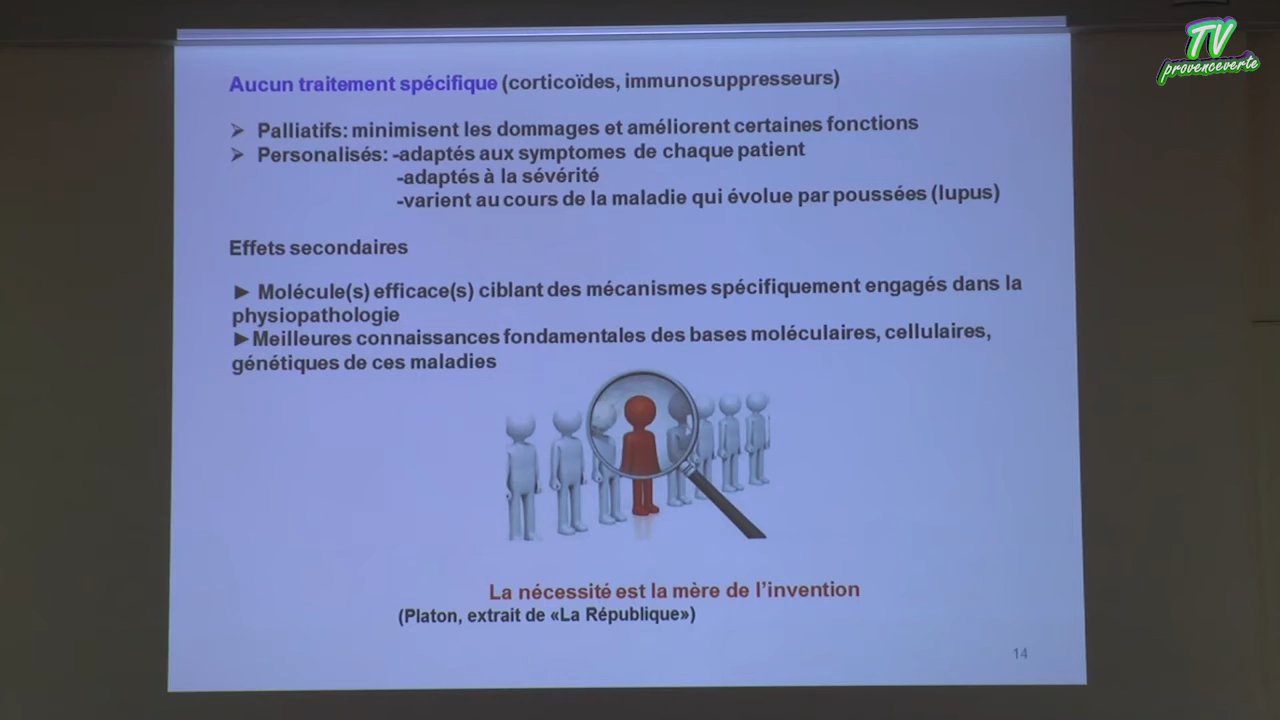 TV
provenceverte
Aucun traitement spécifique (corticoïdes, immunosuppresseurs)
➢ Palliatifs: minimisent les dommages et améliorent certaines fonctions
➢ Personalisés: -adaptés aux symptomes de chaque patient
-adaptés à la sévérité
-varient au cours de la maladie qui évolue par poussées (lupus)
Effets secondaires
► Molécule(s) efficace(s) ciblant des mécanismes spécifiquement engagés dans la
physiopathologie
►Meilleures connaissances fondamentales des bases moléculaires, cellulaires,
génétiques de ces maladies
La nécessité est la mère de l’invention
(Platon, extrait de «La République»)
14